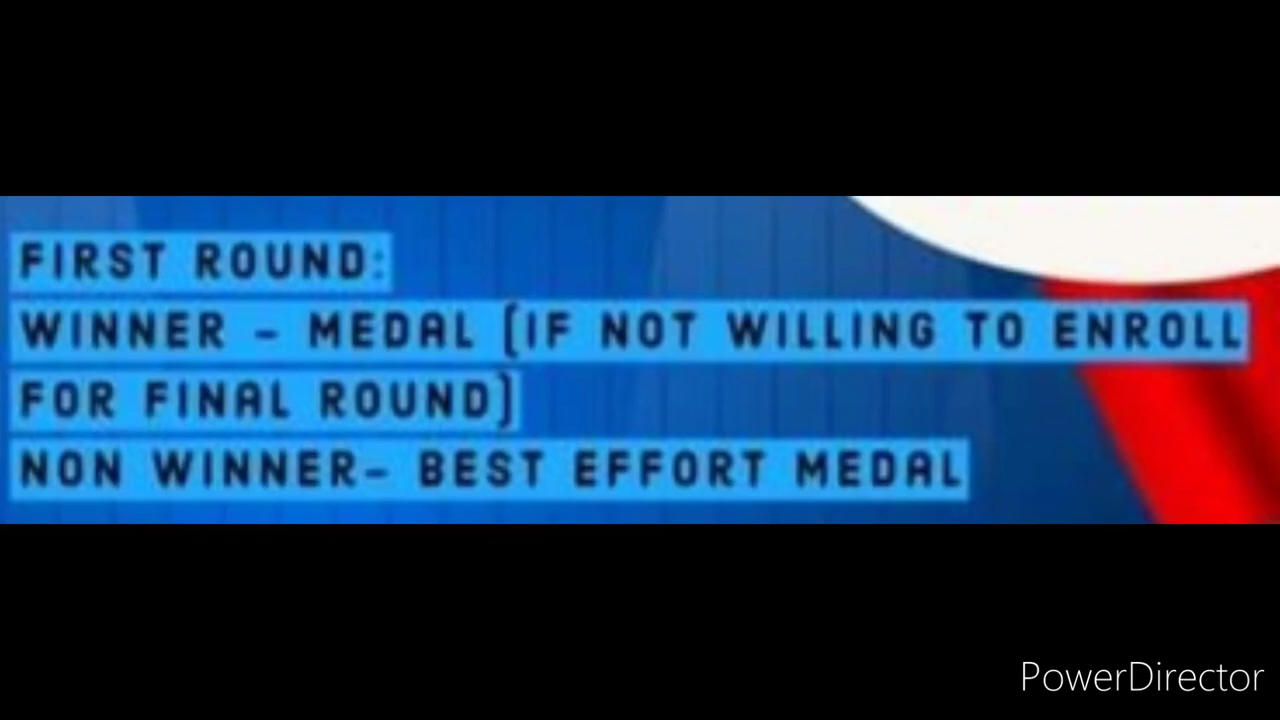 FIRST ROUND:
WINNER - MEDAL (IF NOT WILLING TO ENROLL
FOR FINAL ROUND)
NON WINNER- BEST EFFORT MEDAL
PowerDirector